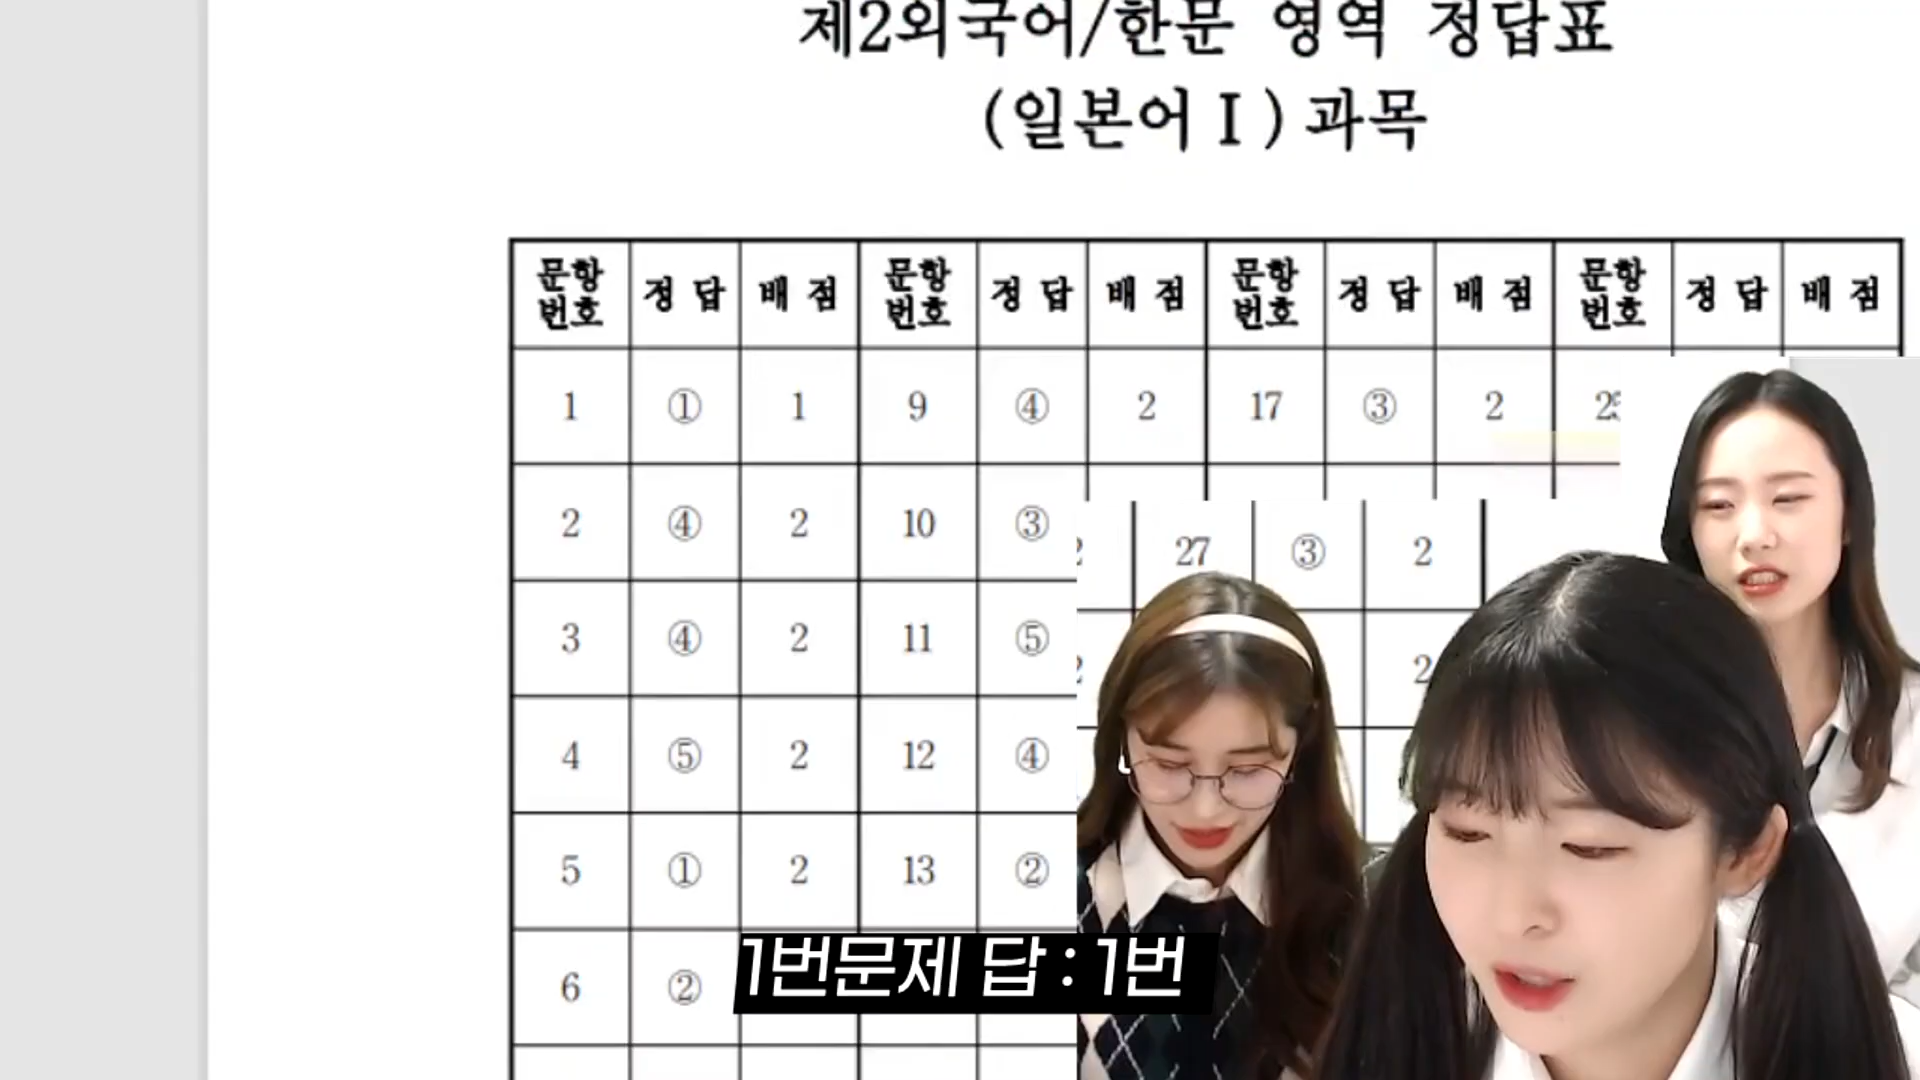 제2외국어/한문 영역 정답표
(일본어Ⅰ) 과목
문항번호 정답 배점 문항번호 정답 배점 문항번호 정답 배점 문항번호 정답 배점
1 ① 1 9 ④ 2 17 ③ 2
2 ④ 2 10 ③
27 ③ 2
3 ④ 2 11 ⑤
2
4 ⑤ 2 12 ④
5 ① 2 13 ②
6 ②
1번문제 답 : 1번